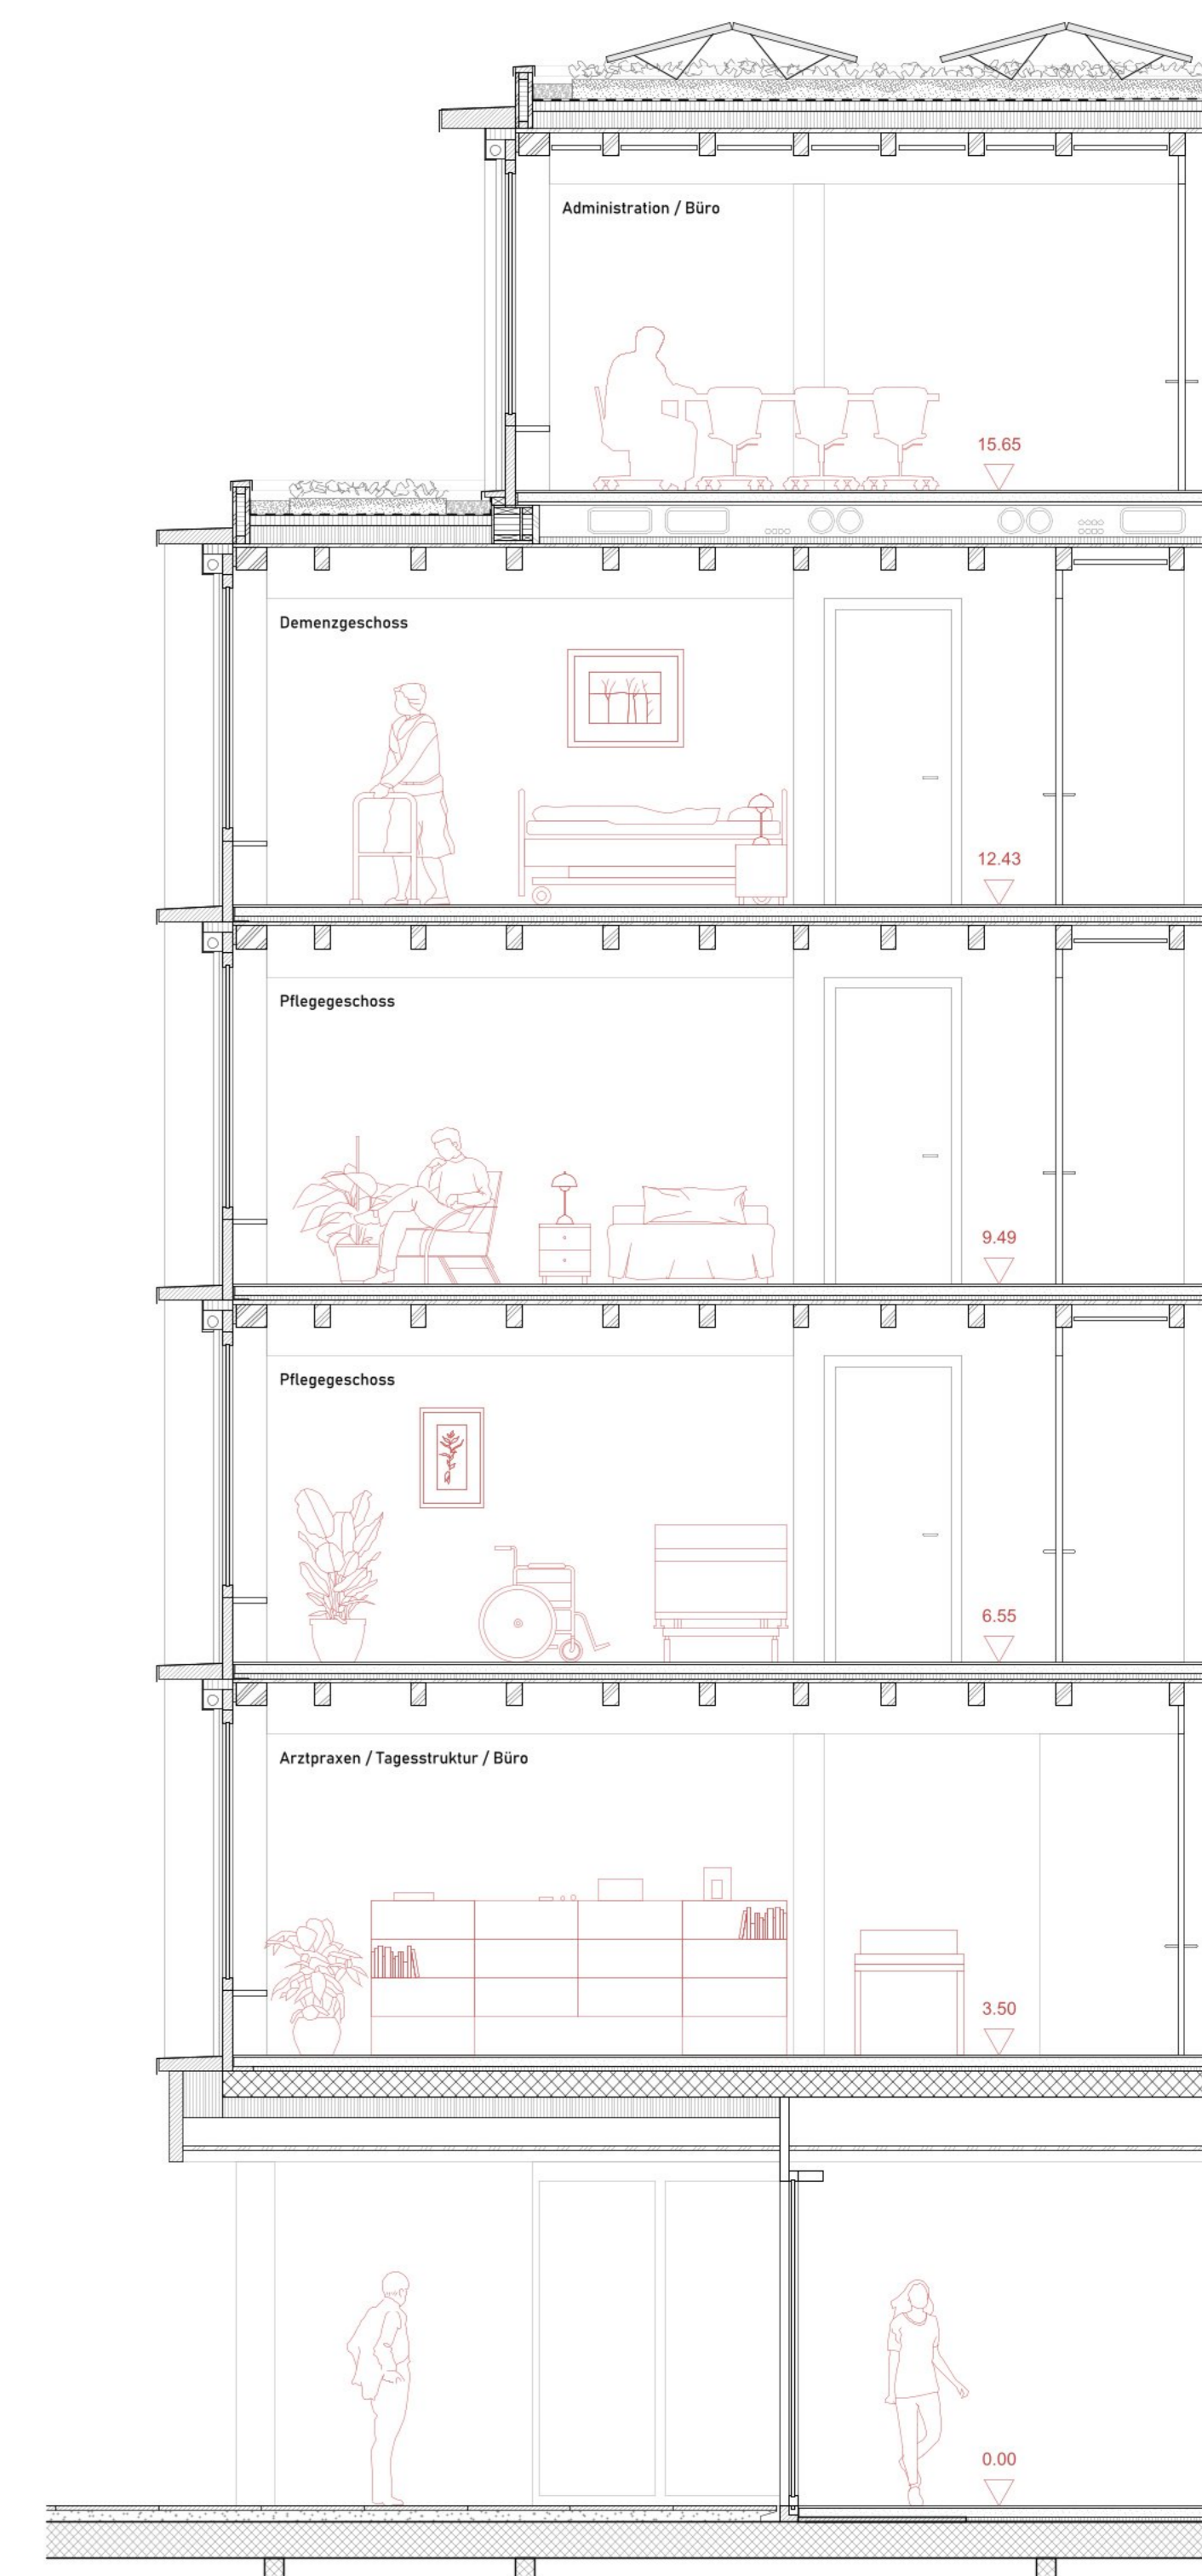 Administration / Büro
15.65
Demenzgeschoss
12.43
Pflegegeschoss
9.49
Pflegegeschoss
6.55
Arztpraxen / Tagesstruktur / Büro
3.50
0.00